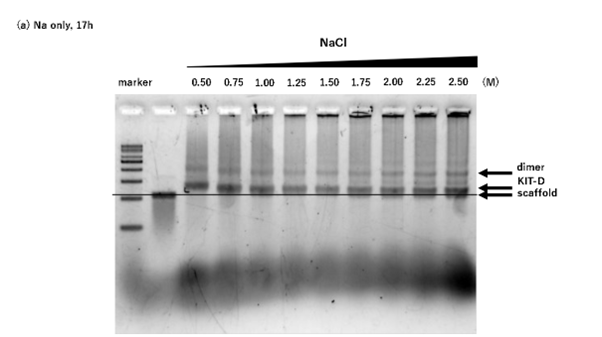 (a) Na only, 17h
NaCl
marker 0.50 0.75 1.00 1.25 1.50 1.75 2.00 2.25 2.50 (M)
dimer
KIT-D
scaffold